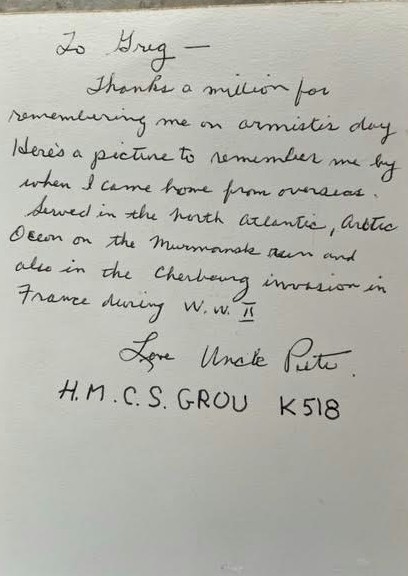 To Greg —
Thanks a million for
remembering me on armistis day
Here's a picture to remember me by
when I came home from overseas.
Served in the north atlantic, Arctic
Ocean on the Murmansk run and
also in the Cherbourg invasion in
France during W.W. II
Love Uncle Pete.
H.M.C.S. GROU K518